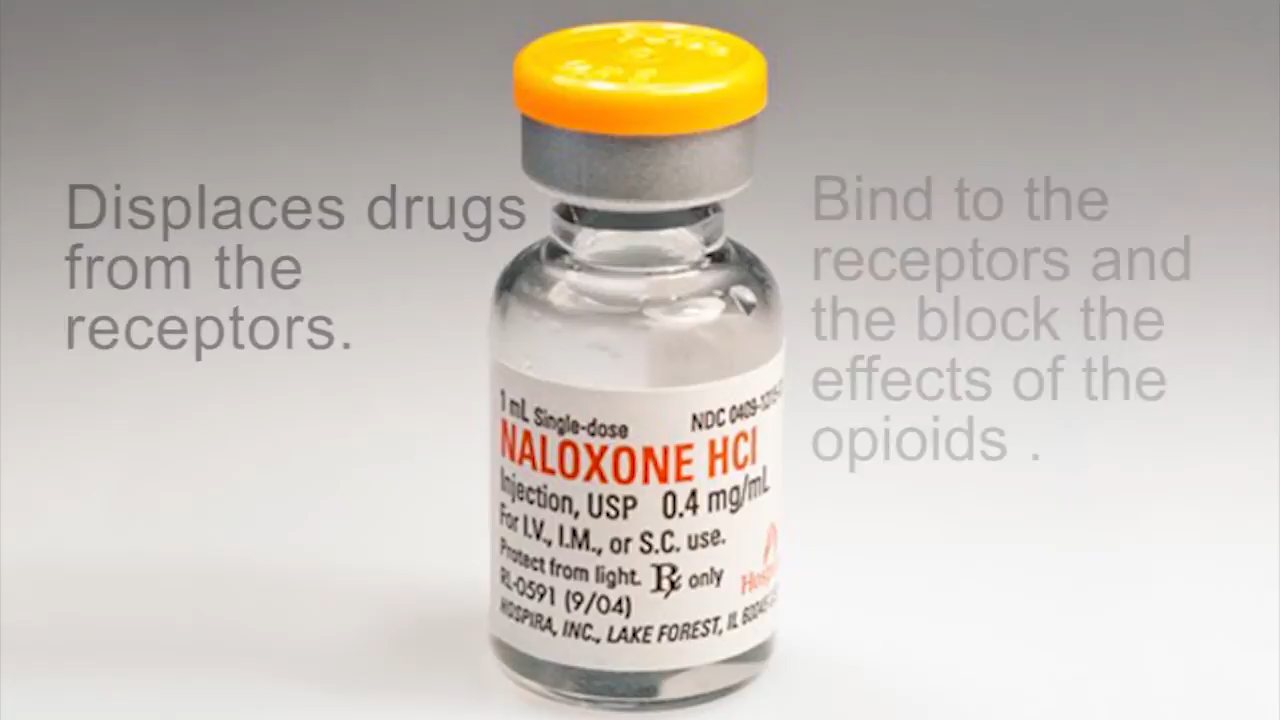 Displaces drugs
from the
receptors.
Bind to the
receptors and
the block the
effects of the
opioids .
1 mL Single-dose
NDC 0409-1215-
NALOXONE HCl
Injection, USP 0.4 mg/mL
For I.V., I.M., or S.C. use.
Protect from light. Rx only
RL-0591 (9/04)
HOSPIRA, INC., LAKE FOREST, IL